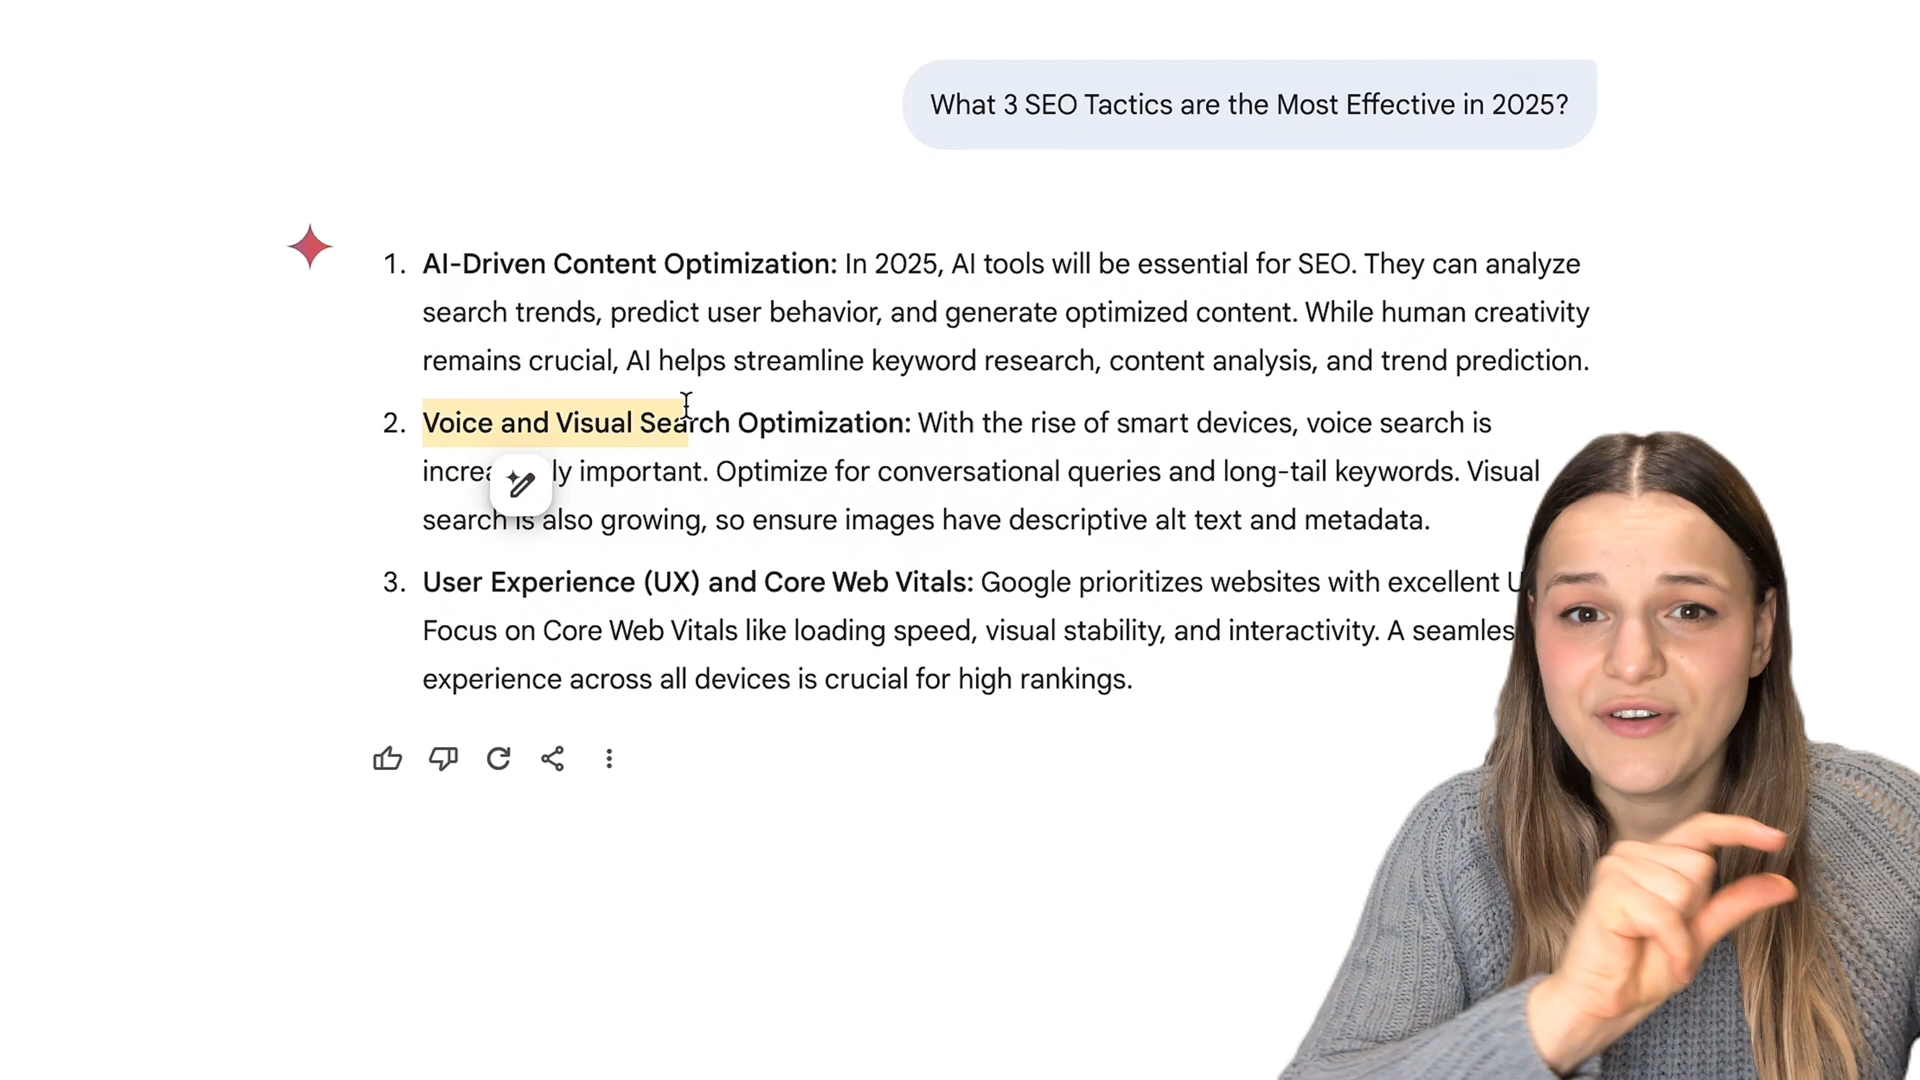 What 3 SEO Tactics are the Most Effective in 2025?
1. AI-Driven Content Optimization: In 2025, AI tools will be essential for SEO. They can analyze
search trends, predict user behavior, and generate optimized content. While human creativity
remains crucial, AI helps streamline keyword research, content analysis, and trend prediction.
2. Voice and Visual Search Optimization: With the rise of smart devices, voice search is
important. Optimize for conversational queries and long-tail keywords. Visual
search is also growing, so ensure images have descriptive alt text and metadata.
3. User Experience (UX) and Core Web Vitals: Google prioritizes websites with excellent
Focus on Core Web Vitals like loading speed, visual stability, and interactivity. A
experience across all devices is crucial for high rankings.